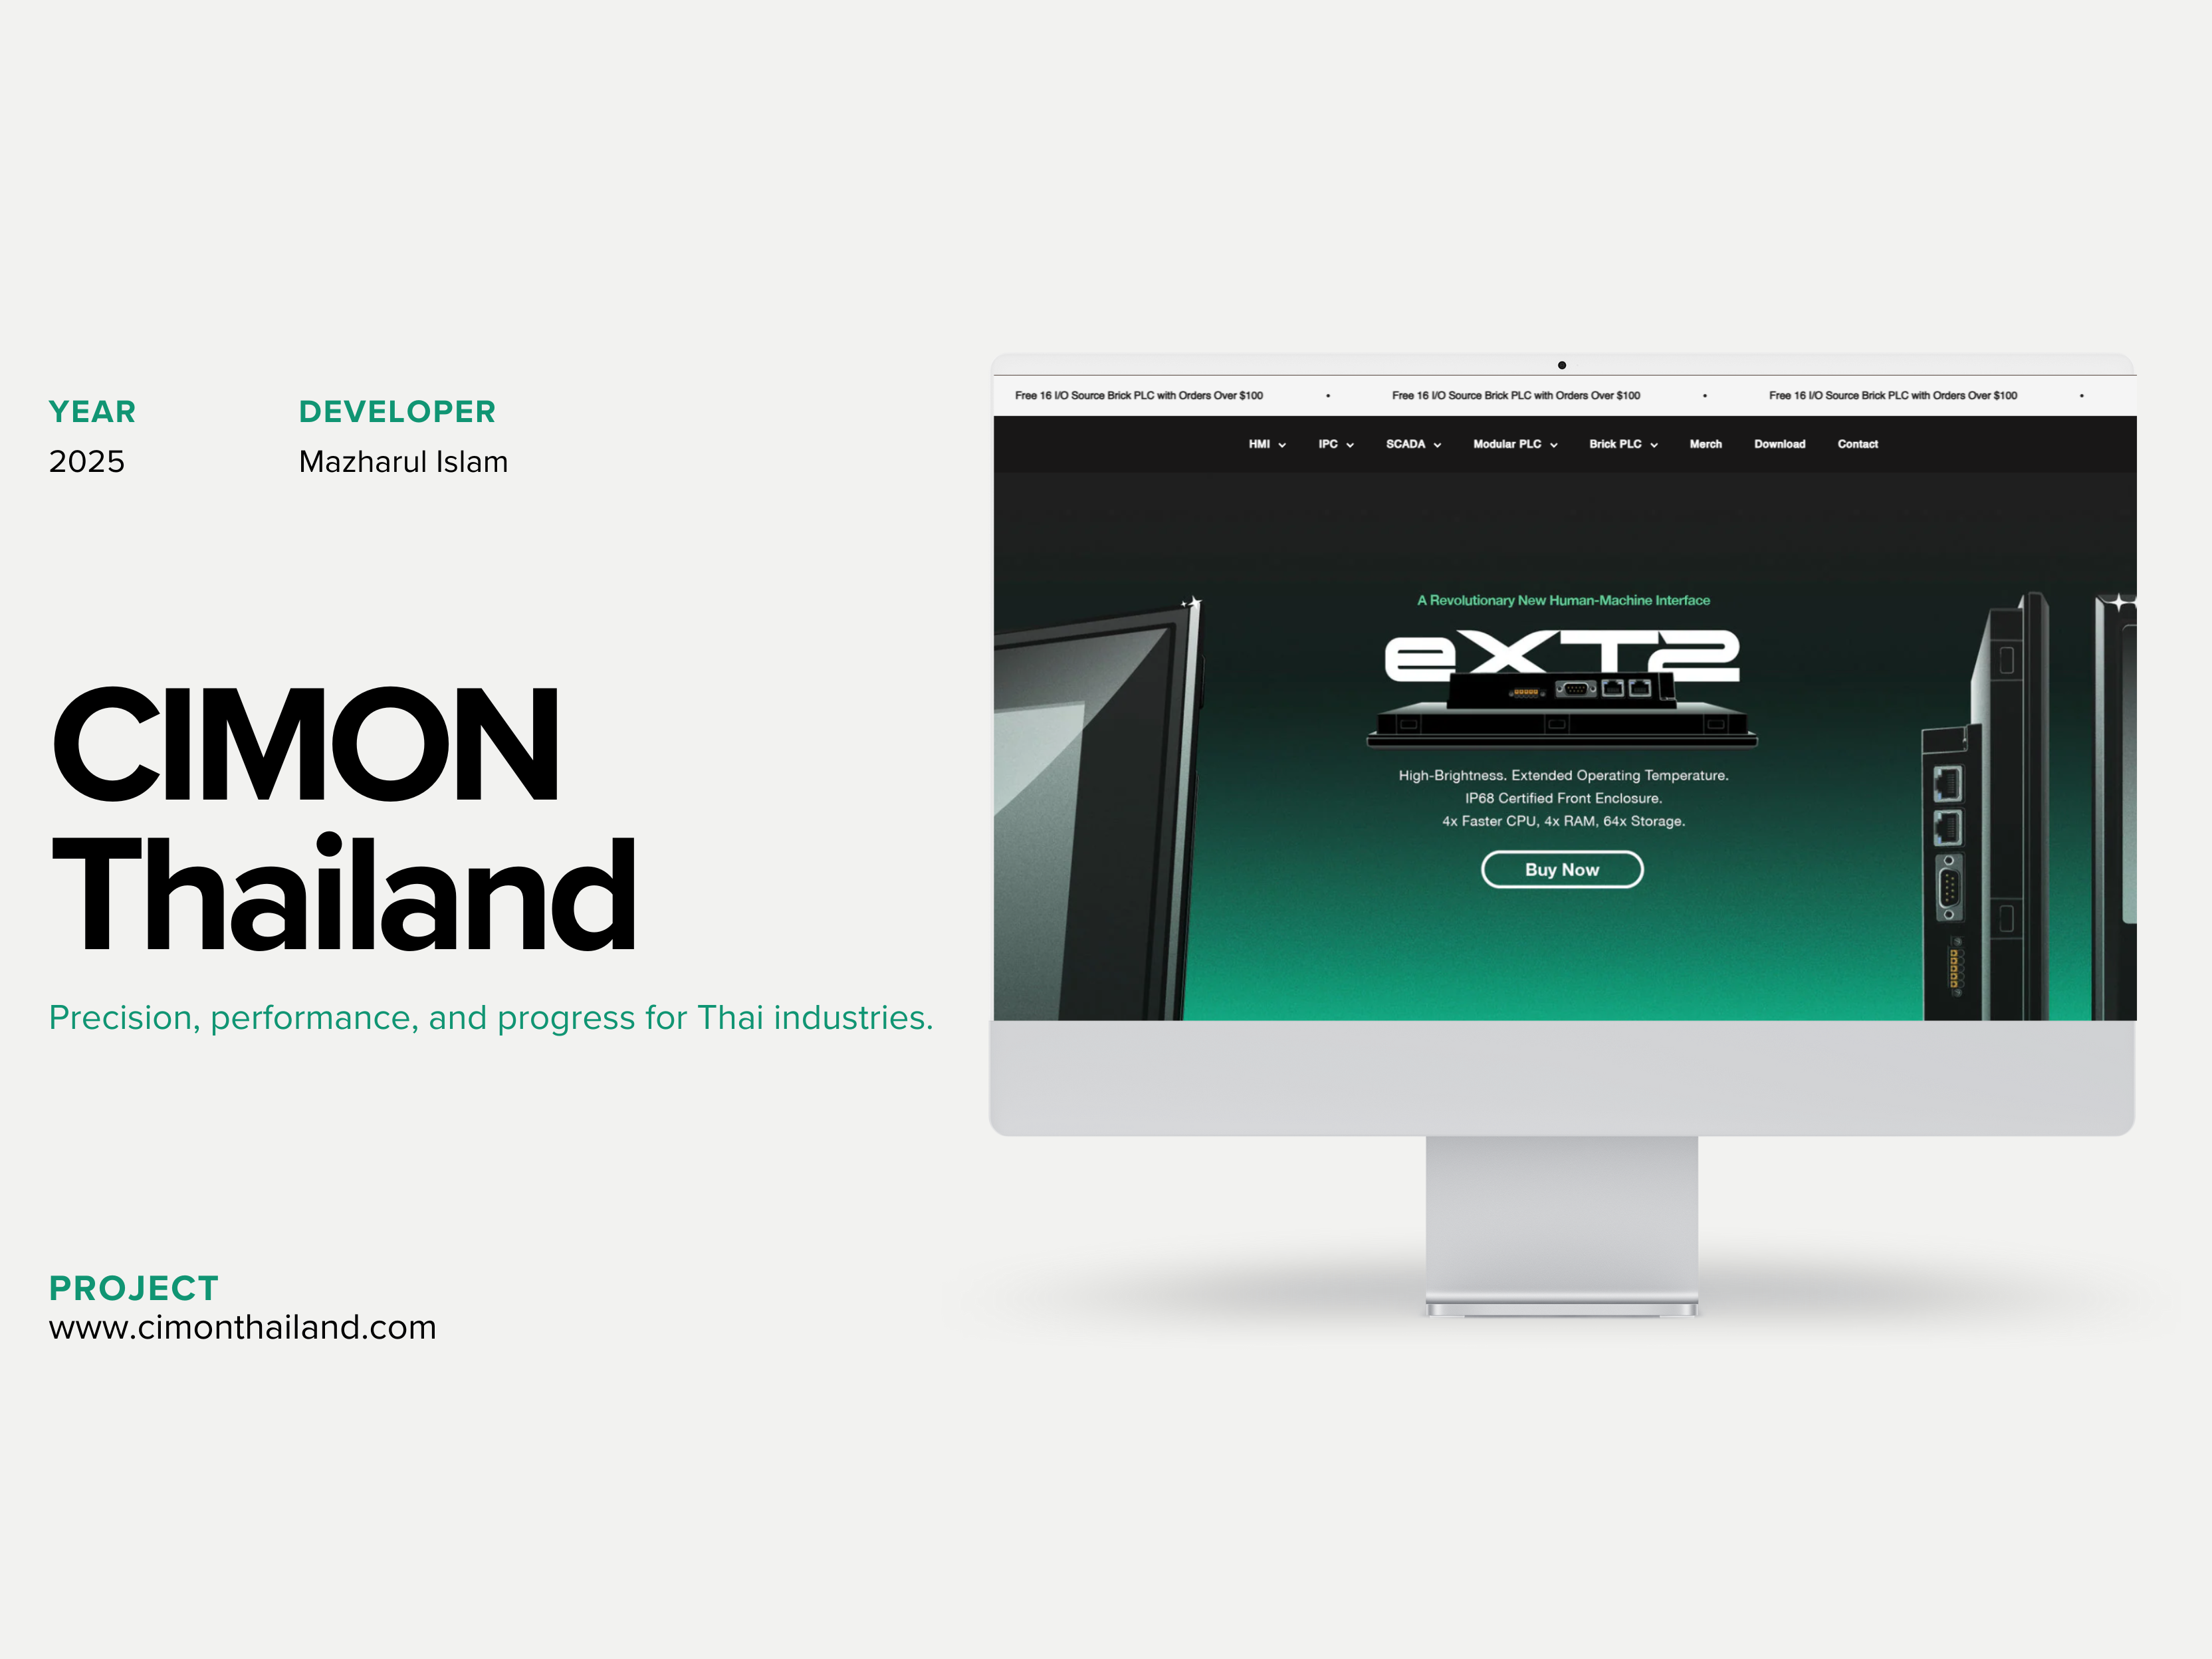 YEAR
2025
DEVELOPER
Mazharul Islam
CIMON
Thailand
Precision, performance, and progress for Thai industries.
PROJECT
www.cimonthailand.com
Free 16 I/O Source Brick PLC with Orders Over $100 • Free 16 I/O Source Brick PLC with Orders Over $100 • Free 16 I/O Source Brick PLC with Orders Over $100 •
HMI IPC SCADA Modular PLC Brick PLC Merch Download Contact
A Revolutionary New Human-Machine Interface
eXT2
High-Brightness. Extended Operating Temperature.
IP68 Certified Front Enclosure.
4x Faster CPU, 4x RAM, 64x Storage.
Buy Now